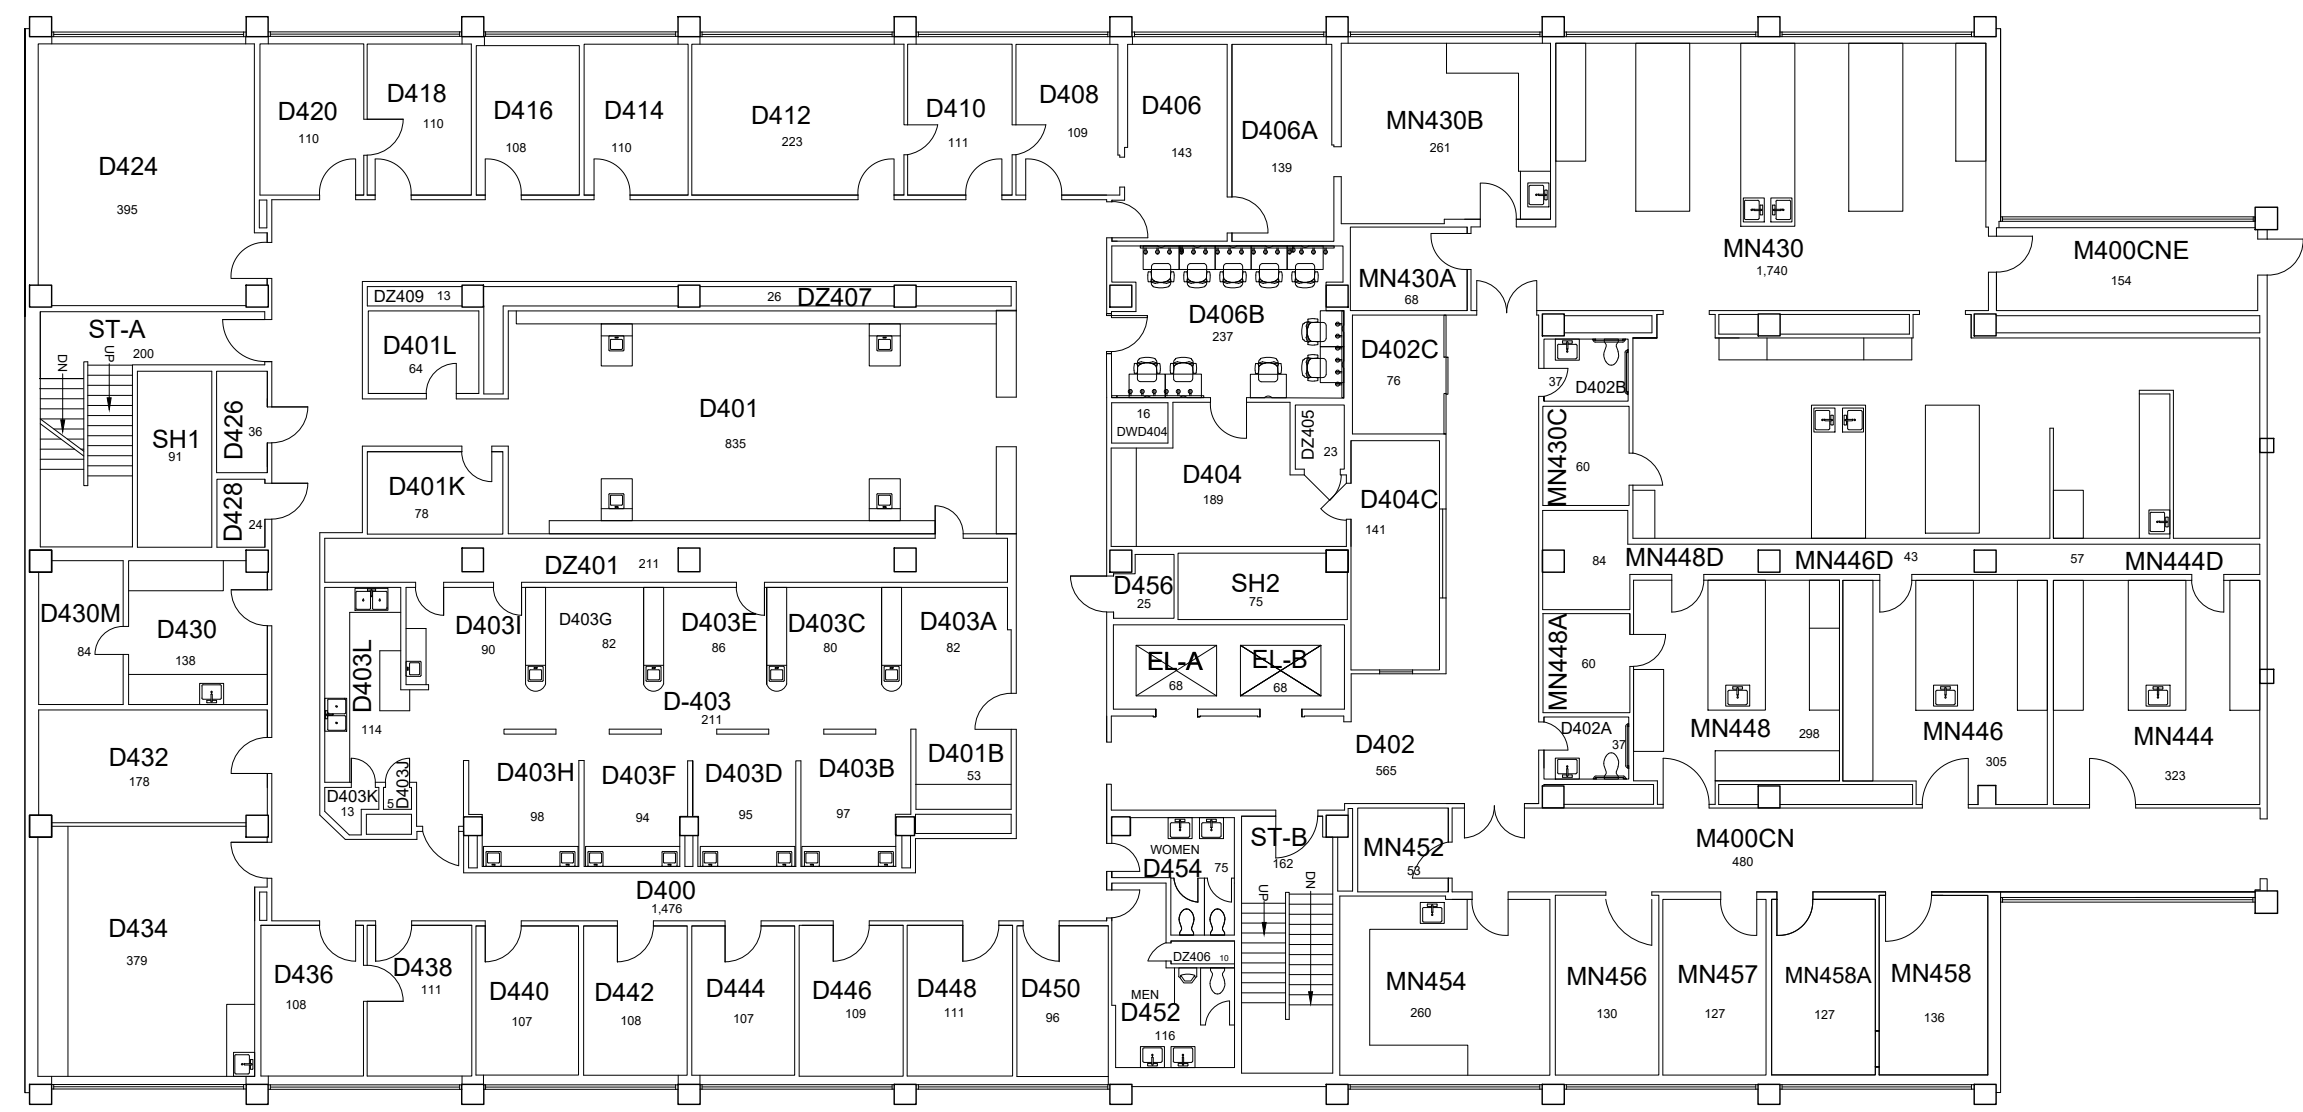 D424
395
D420
110
D418
110
D416
108
D414
110
D412
223
D410
111
D408
109
D406
143
D406A
139
MN430B
261
MN430
1,740
M400CNE
154
MN430A
68
ST-A
200
DN
UP
SH1
91
D426
36
D428
24
DZ409 13
26 DZ407
D401L
64
D401
835
D401K
78
D406B
237
D402C
76
37
D402B
16
DWD404
DZ405
23
D404
189
D404C
141
MN430C
60
D430M
84
D430
138
DZ401 211
D403I
90
D403G
82
D403E
86
D403C
80
D403A
82
D403L
114
D-403
211
D456
25
SH2
75
EL-A
68
EL-B
68
84
MN448D
MN446D 43
57 MN444D
MN448A
60
D402A
37
MN448 298
MN446
305
MN444
323
D432
178
D403K
13
D403J
5
D403H
98
D403F
94
D403D
95
D403B
97
D401B
53
D402
565
D434
379
D400
1,476
WOMEN
D454 75
ST-B
162
UP
DN
MN452
53
M400CN
480
D436
108
D438
111
D440
107
D442
108
D444
107
D446
109
D448
111
D450
96
DZ406 10
MEN
D452
116
MN454
260
MN456
130
MN457
127
MN458A
127
MN458
136